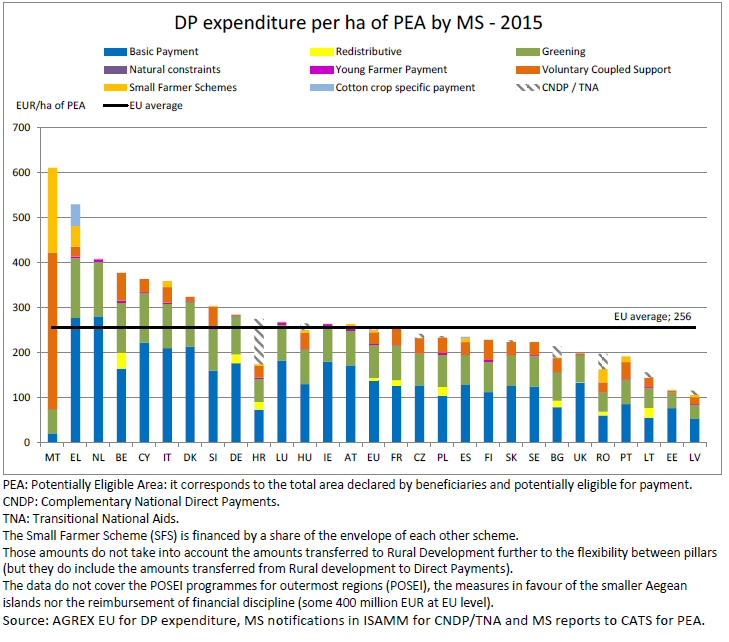 DP expenditure per ha of PEA by MS - 2015
Basic Payment Redistributive Greening
Natural constraints Young Farmer Payment Voluntary Coupled Support
Small Farmer Schemes Cotton crop specific payment CNDP / TNA
EUR/ha of PEA EU average
700
600
500
400
300
EU average; 256
200
100
0
MT EL NL BE CY IT DK SI DE HR LU HU IE AT EU FR CZ PL ES FI SK SE BG UK RO PT LT EE LV
PEA: Potentially Eligible Area: it corresponds to the total area declared by beneficiaries and potentially eligible for payment.
CNDP: Complementary National Direct Payments.
TNA: Transitional National Aids.
The Small Farmer Scheme (SFS) is financed by a share of the envelope of each other scheme.
Those amounts do not take into account the amounts transferred to Rural Development further to the flexibility between pillars
(but they do include the amounts transferred from Rural development to Direct Payments).
The data do not cover the POSEI programmes for outermost regions (POSEI), the measures in favour of the smaller Aegean
islands nor the reimbursement of financial discipline (some 400 million EUR at EU level).
Source: AGREX EU for DP expenditure, MS notifications in ISAMM for CNDP/TNA and MS reports to CATS for PEA.